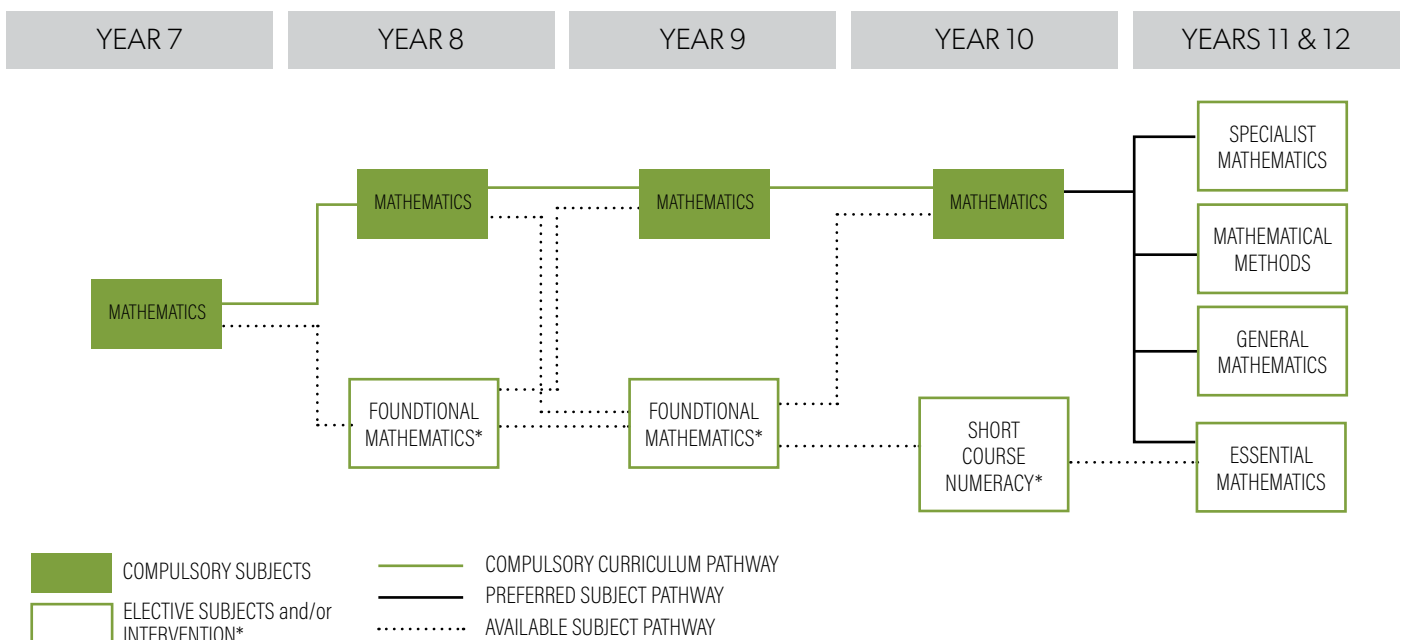 YEAR 7
YEAR 8
YEAR 9
YEAR 10
YEARS 11 & 12
SPECIALIST
MATHEMATICS
MATHEMATICS
MATHEMATICS
MATHEMATICS
MATHEMATICAL
METHODS
MATHEMATICS
GENERAL
MATHEMATICS
FOUNDTIONAL
MATHEMATICS*
FOUNDTIONAL
MATHEMATICS*
SHORT
COURSE
NUMERACY*
ESSENTIAL
MATHEMATICS
COMPULSORY SUBJECTS
ELECTIVE SUBJECTS and/or
INTERVENTION*
COMPULSORY CURRICULUM PATHWAY
PREFERRED SUBJECT PATHWAY
AVAILABLE SUBJECT PATHWAY